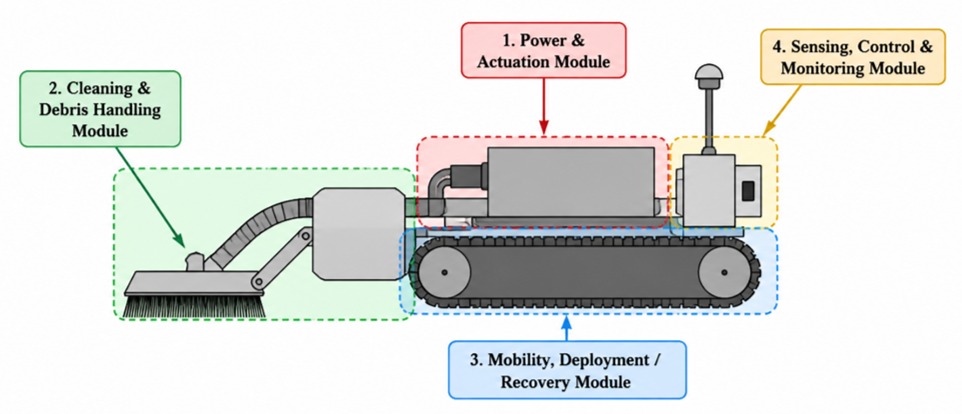 1. Power &
Actuation Module
4. Sensing, Control &
Monitoring Module
2. Cleaning &
Debris Handling
Module
3. Mobility, Deployment /
Recovery Module